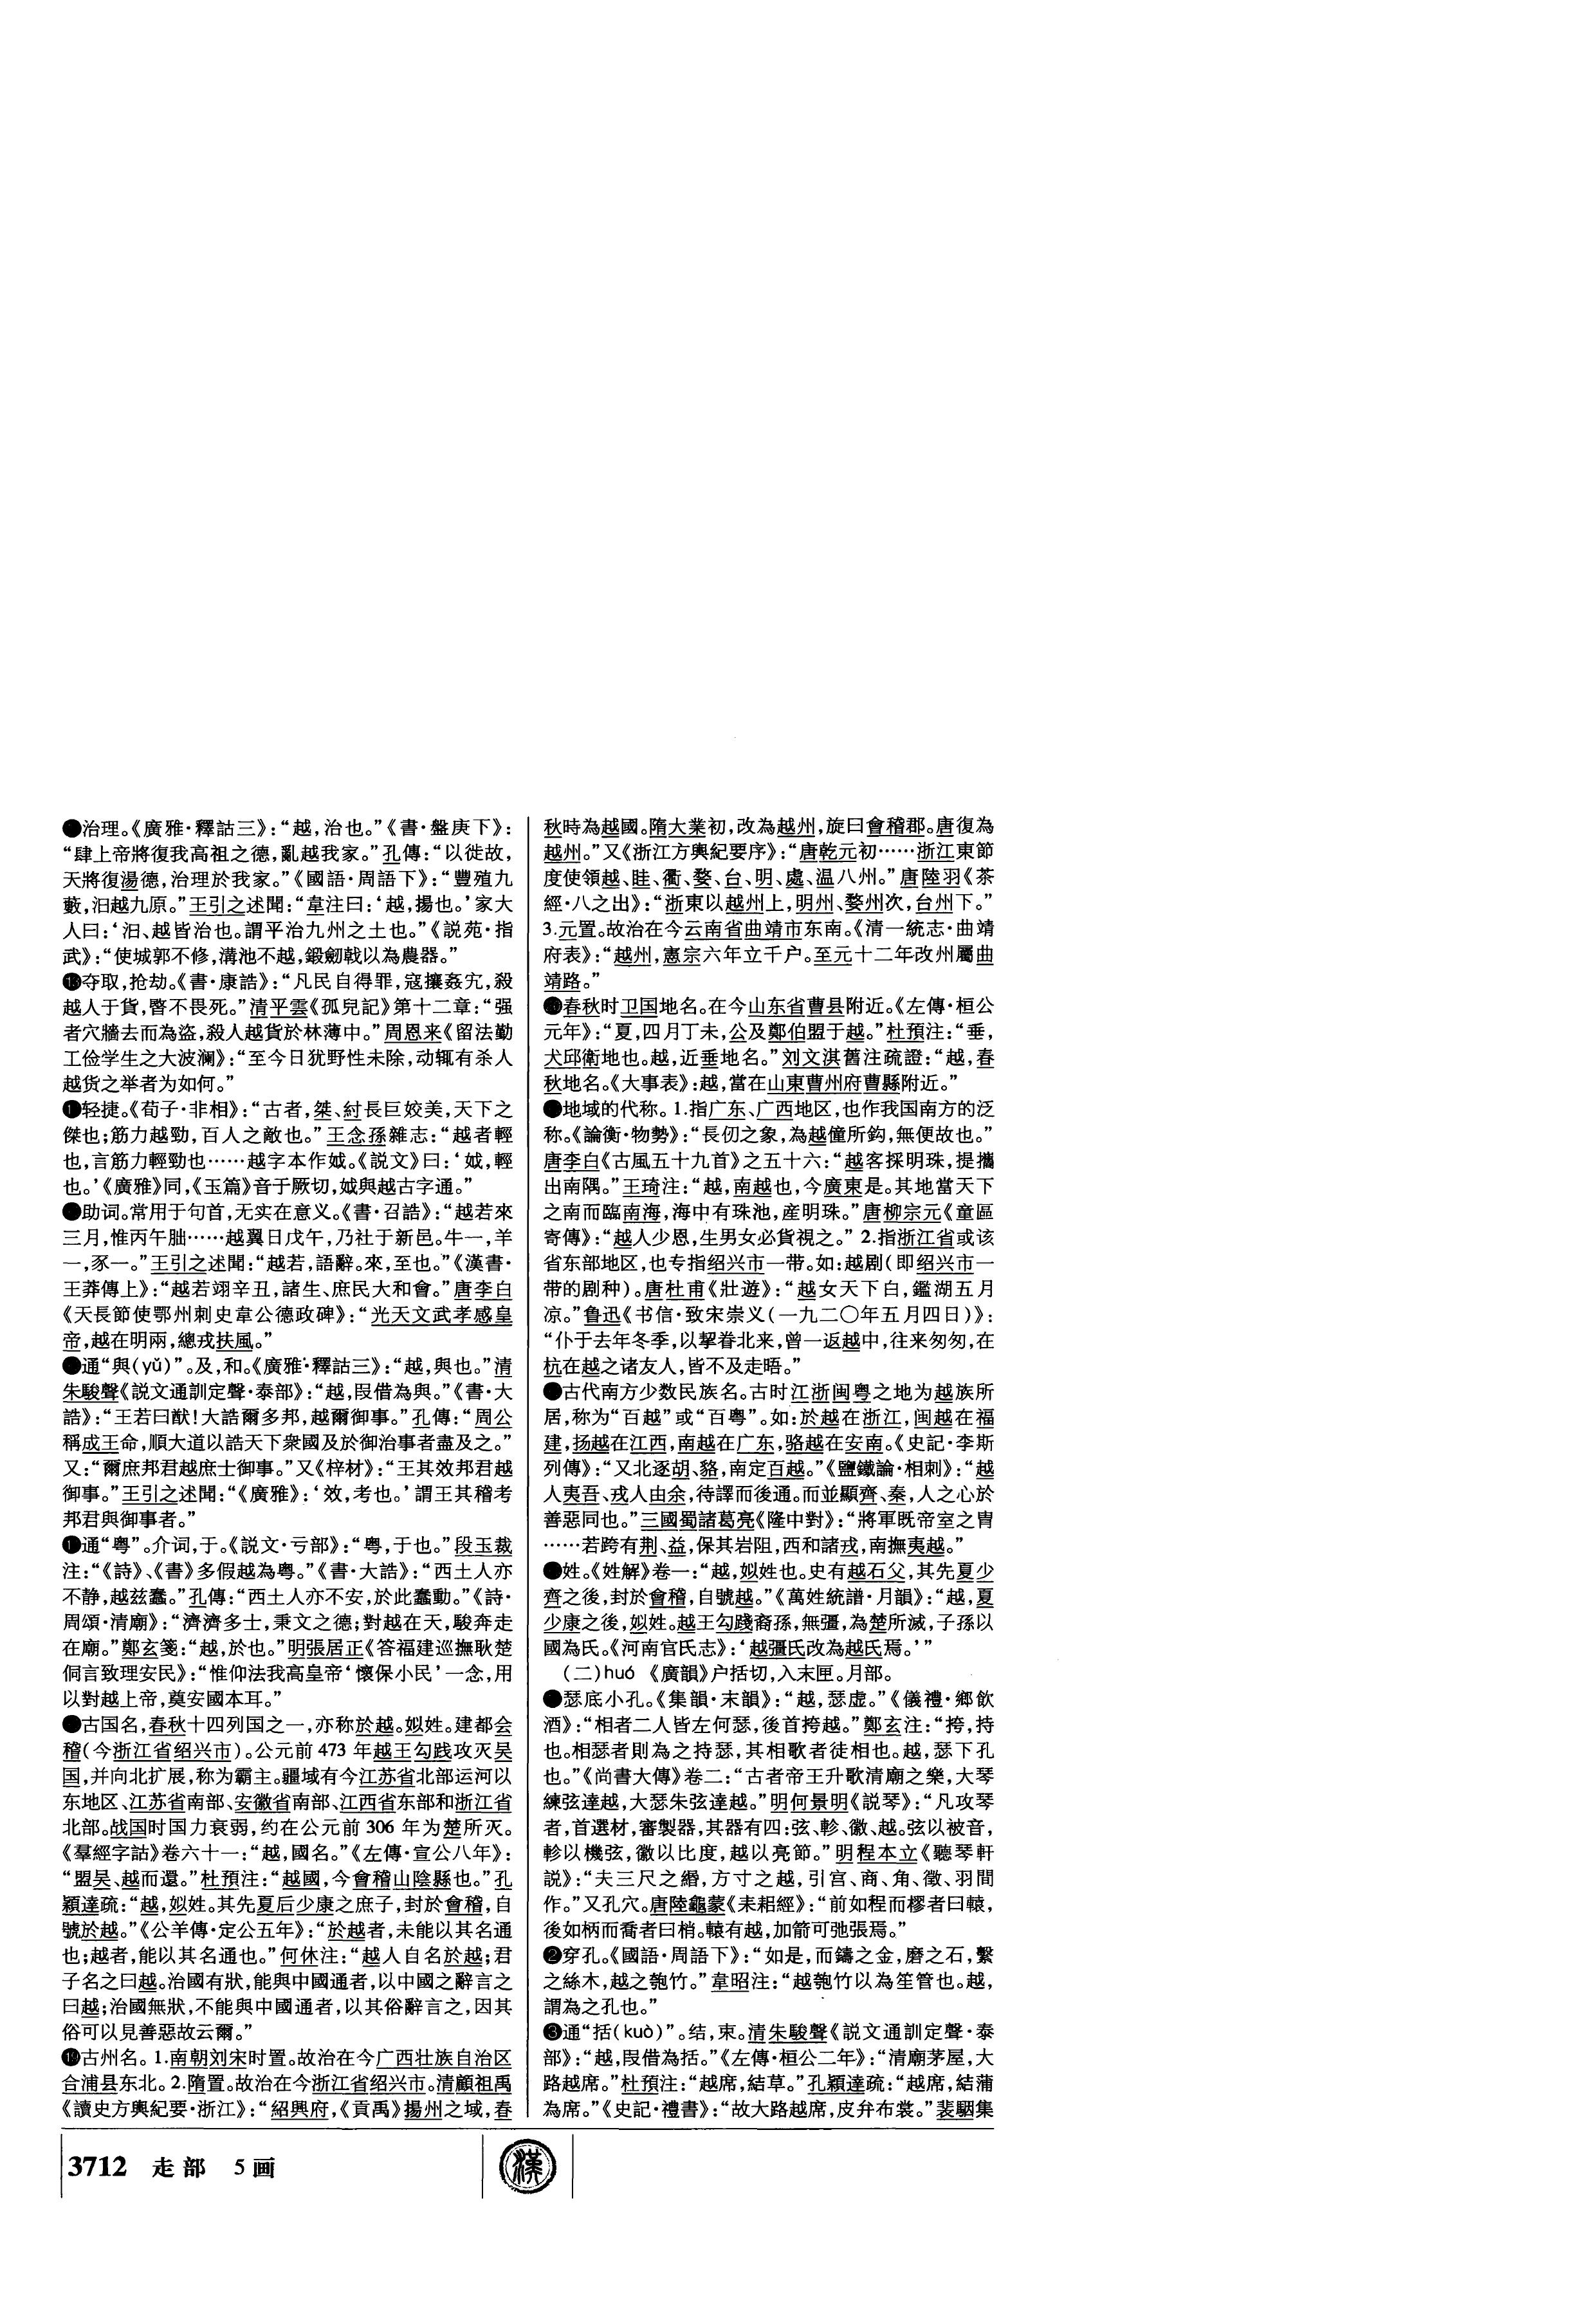 ●治理。《廣雅·釋詁三》：“越，治也。”《書·盤庚下》：
“肆上帝將復我高祖之德，亂越我家。”孔傳：“以徙故，
天將復湯德，治理於我家。”《國語·周語下》：“豐殖九
藪，汩越九原。”王引之述聞：“韋注曰：‘越，揚也。’家大
人曰：‘汩、越皆治也。謂平治九州之土也。”《説苑·指
武》：“使城郭不修，溝池不越，鍛劒戟以為農器。”
⓭夺取，抢劫。《書·康誥》：“凡民自得罪，寇攘姦宄，殺
越人于貨，暋不畏死。”清平雲《孤兒記》第十二章：“强
者穴牆去而為盜，殺人越貨於林薄中。”周恩来《留法勤
工俭学生之大波澜》：“至今日犹野性未除，动辄有杀人
越货之举者为如何。”
●轻捷。《荀子·非相》：“古者，桀、紂長巨姣美，天下之
傑也；筋力越勁，百人之敵也。”王念孫雜志：“越者輕
也，言筋力輕勁也……越字本作娍。《説文》曰：‘娍，輕
也。’《廣雅》同，《玉篇》音于厥切，娍與越古字通。”
●助词。常用于句首，无实在意义。《書·召誥》：“越若來
三月，惟丙午朏……越翼日戊午，乃社于新邑。牛一，羊
一，豕一。”王引之述聞：“越若，語辭。來，至也。”《漢書·
王莽傳上》：“越若翊辛丑，諸生、庶民大和會。”唐李白
《天長節使鄂州刺史韋公德政碑》：“光天文武孝感皇
帝，越在明兩，總戎扶風。”
●通“與(yǔ)”。及，和。《廣雅·釋詁三》：“越，與也。”清
朱駿聲《説文通訓定聲·泰部》：“越，叚借為與。”《書·大
誥》：“王若曰猷！大誥爾多邦，越爾御事。”孔傳：“周公
稱成王命，順大道以誥天下衆國及於御治事者盡及之。”
又：“爾庶邦君越庶士御事。”又《梓材》：“王其效邦君越
御事。”王引之述聞：“《廣雅》：‘效，考也。’謂王其稽考
邦君與御事者。”
●通“粤”。介词，于。《説文·亏部》：“粤，于也。”段玉裁
注：“《詩》、《書》多假越為粤。”《書·大誥》：“西土人亦
不静，越兹蠢。”孔傳：“西土人亦不安，於此蠢動。”《詩·
周頌·清廟》：“濟濟多士，秉文之德；對越在天，駿奔走
在廟。”鄭玄箋：“越，於也。”明張居正《答福建巡撫耿楚
侗言致理安民》：“惟仰法我高皇帝‘懷保小民’一念，用
以對越上帝，奠安國本耳。”
●古国名，春秋十四列国之一，亦称於越。姒姓。建都会
稽(今浙江省绍兴市)。公元前 473 年越王勾践攻灭吴
国，并向北扩展，称为霸主。疆域有今江苏省北部运河以
东地区、江苏省南部、安徽省南部、江西省东部和浙江省
北部。战国时国力衰弱，约在公元前 306 年为楚所灭。
《羣經字詁》卷六十一：“越，國名。”《左傳·宣公八年》：
“盟吴、越而還。”杜預注：“越國，今會稽山陰縣也。”孔
穎達疏：“越，姒姓。其先夏后少康之庶子，封於會稽，自
號於越。”《公羊傳·定公五年》：“於越者，未能以其名通
也；越者，能以其名通也。”何休注：“越人自名於越；君
子名之曰越。治國有狀，能與中國通者，以中國之辭言之
曰越；治國無狀，不能與中國通者，以其俗辭言之，因其
俗可以見善惡故云爾。”
⓳古州名。1.南朝刘宋时置。故治在今广西壮族自治区
合浦县东北。2.隋置。故治在今浙江省绍兴市。清顧祖禹
《讀史方輿紀要·浙江》：“紹興府，《貢禹》揚州之域，春
秋時為越國。隋大業初，改為越州，旋曰會稽郡。唐復為
越州。”又《浙江方輿紀要序》：“唐乾元初……浙江東節
度使領越、睦、衢、婺、台、明、處、温八州。”唐陸羽《茶
經·八之出》：“浙東以越州上，明州、婺州次，台州下。”
3.元置。故治在今云南省曲靖市东南。《清一統志·曲靖
府表》：“越州，憲宗六年立千户。至元十二年改州屬曲
靖路。”
●春秋时卫国地名。在今山东省曹县附近。《左傳·桓公
元年》：“夏，四月丁未，公及鄭伯盟于越。”杜預注：“垂，
犬邱衛地也。越，近垂地名。”刘文淇舊注疏證：“越，春
秋地名。《大事表》：越，當在山東曹州府曹縣附近。”
●地域的代称。1.指广东、广西地区，也作我国南方的泛
称。《論衡·物勢》：“長仞之象，為越僮所鈎，無便故也。”
唐李白《古風五十九首》之五十六：“越客採明珠，提攜
出南隅。”王琦注：“越，南越也，今廣東是。其地當天下
之南而臨南海，海中有珠池，産明珠。”唐柳宗元《童區
寄傳》：“越人少恩，生男女必貨視之。” 2.指浙江省或该
省东部地区，也专指绍兴市一带。如：越剧(即绍兴市一
带的剧种)。唐杜甫《壯遊》：“越女天下白，鑑湖五月
凉。”鲁迅《书信·致宋崇义(一九二〇年五月四日)》：
“仆于去年冬季，以挈眷北来，曾一返越中，往来匆匆，在
杭在越之诸友人，皆不及走晤。”
●古代南方少数民族名。古时江浙闽粤之地为越族所
居，称为“百越”或“百粤”。如：於越在浙江，闽越在福
建，扬越在江西，南越在广东，骆越在安南。《史記·李斯
列傳》：“又北逐胡、貉，南定百越。”《鹽鐵論·相刺》：“越
人夷吾、戎人由余，待譯而後通。而並顯齊、秦，人之心於
善惡同也。”三國蜀諸葛亮《隆中對》：“將軍既帝室之胄
……若跨有荆、益，保其岩阻，西和諸戎，南撫夷越。”
●姓。《姓解》卷一：“越，姒姓也。史有越石父，其先夏少
齊之後，封於會稽，自號越。”《萬姓統譜·月韻》：“越，夏
少康之後，姒姓。越王勾踐裔孫，無彊，為楚所滅，子孫以
國為氏。《河南官氏志》：‘越彊氏改為越氏焉。’”
(二)huó 《廣韻》户括切，入末匣。月部。
●瑟底小孔。《集韻·末韻》：“越，瑟虚。”《儀禮·鄉飲
酒》：“相者二人皆左何瑟，後首挎越。”鄭玄注：“挎，持
也。相瑟者則為之持瑟，其相歌者徒相也。越，瑟下孔
也。”《尚書大傳》卷二：“古者帝王升歌清廟之樂，大琴
練弦達越，大瑟朱弦達越。”明何景明《説琴》：“凡攻琴
者，首選材，審製器，其器有四：弦、軫、徽、越。弦以被音，
軫以機弦，徽以比度，越以亮節。”明程本立《聽琴軒
説》：“夫三尺之緡，方寸之越，引宫、商、角、徵、羽間
作。”又孔穴。唐陸龜蒙《耒耜經》：“前如桯而樛者曰轅，
後如柄而喬者曰梢。轅有越，加箭可弛張焉。”
❷穿孔。《國語·周語下》：“如是，而鑄之金，磨之石，繫
之絲木，越之匏竹。”韋昭注：“越匏竹以為笙管也。越，
謂為之孔也。”
❸通“括(kuò)”。结，束。清朱駿聲《説文通訓定聲·泰
部》：“越，叚借為括。”《左傳·桓公二年》：“清廟茅屋，大
路越席。”杜預注：“越席，結草。”孔穎達疏：“越席，結蒲
為席。”《史記·禮書》：“故大路越席，皮弁布裳。”裴駰集
3712 走部 5画
漢